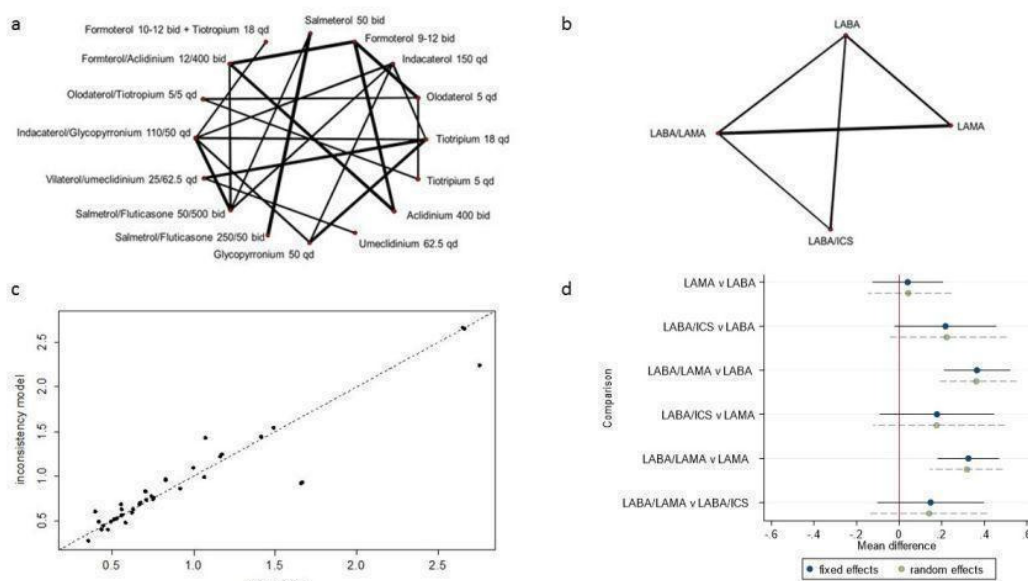 a
Salmeterol 50 bid
Formoterol 10-12 bid + Tiotropium 18 qd
Formoterol 9-12 bid
Formterol/Aclidinium 12/400 bid
Indacaterol 150 qd
Olodaterol/Tiotropium 5/5 qd
Olodaterol 5 qd
Indacaterol/Glycopyrronium 110/50 qd
Tiotripium 18 qd
Vilaterol/umeclidinium 25/62.5 qd
Tiotripium 5 qd
Salmetrol/Fluticasone 50/500 bid
Aclidinium 400 bid
Salmetrol/Fluticasone 250/50 bid
Umeclidinium 62.5 qd
Glycopyrronium 50 qd
b
LABA
LABA/LAMA
LAMA
LABA/ICS
c
inconsistency model
2.5
2.0
1.5
1.0
0.5
0.5
1.0
1.5
2.0
2.5
d
Comparison
LAMA v LABA
LABA/ICS v LABA
LABA/LAMA v LABA
LABA/ICS v LAMA
LABA/LAMA v LAMA
LABA/LAMA v LABA/ICS
-.4
-.2
0
.2
.4
.6
Mean difference
fixed effects
random effects